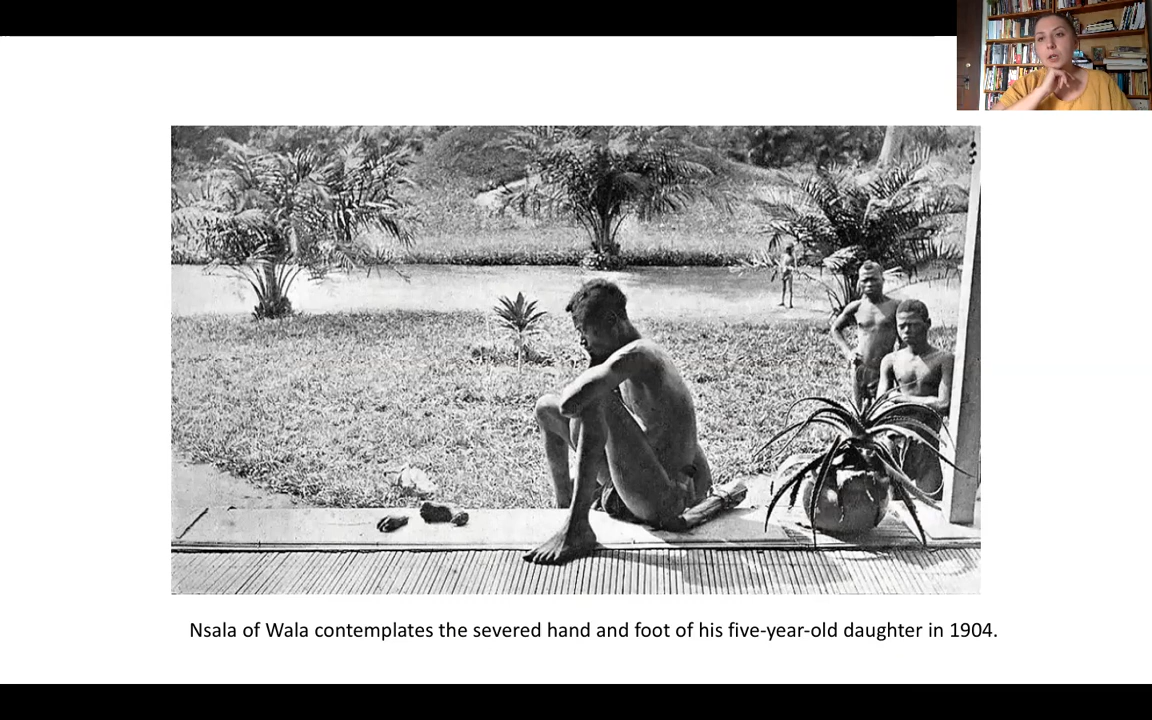 Nsala of Wala contemplates the severed hand and foot of his five-year-old daughter in 1904.